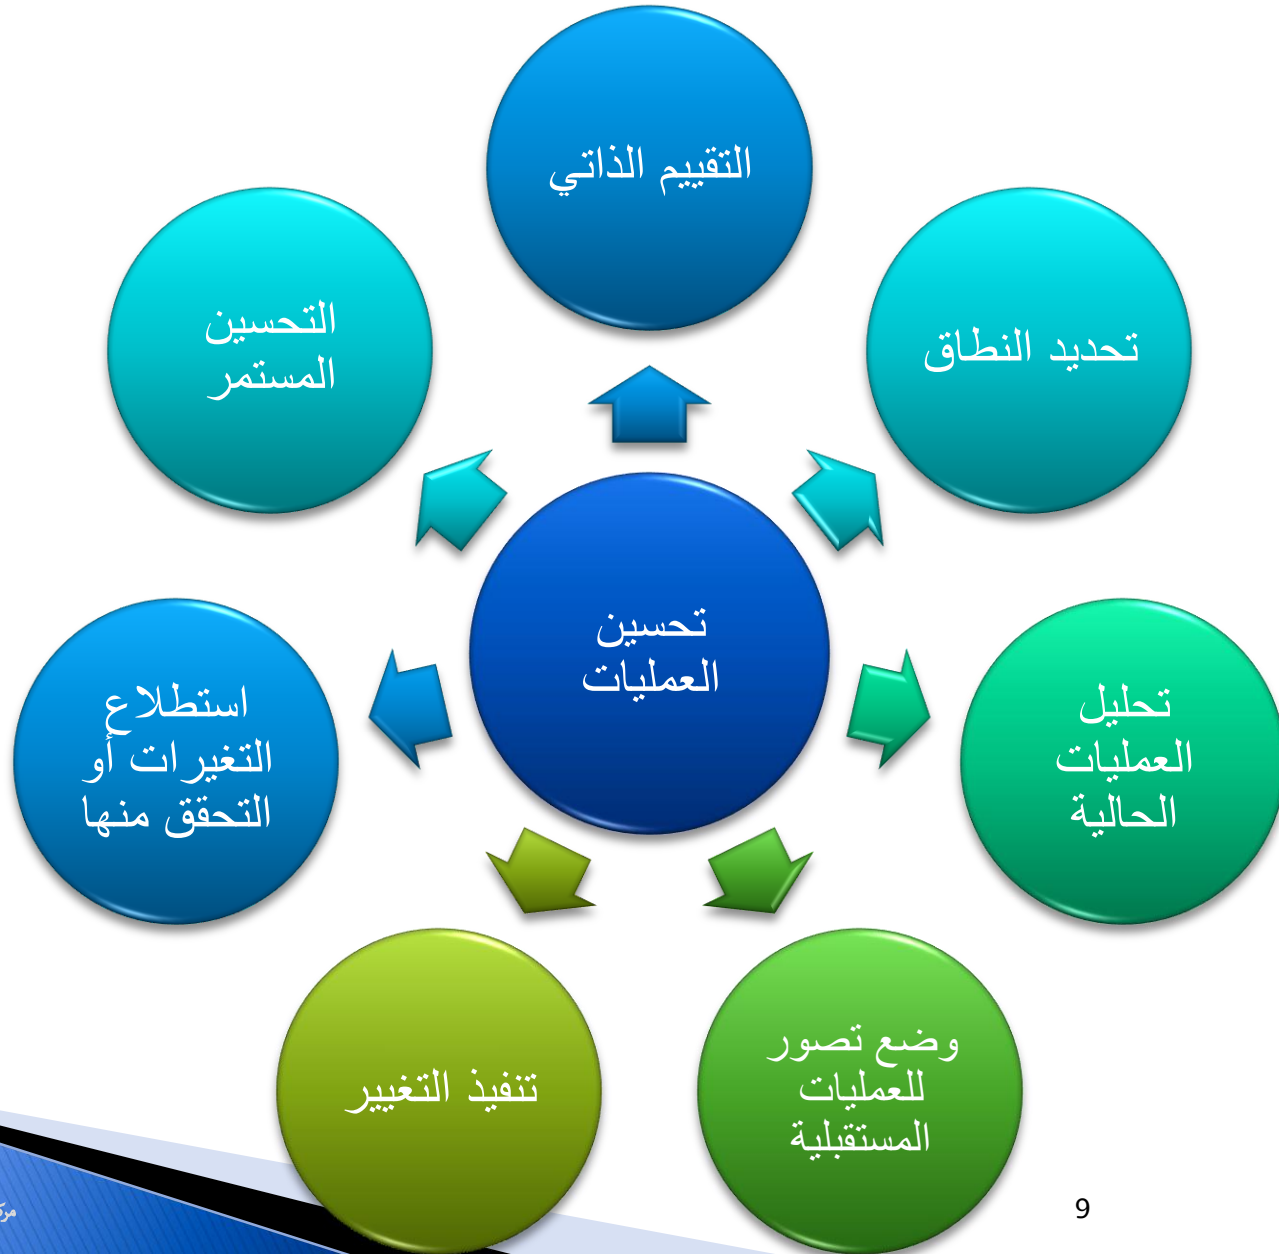 التقييم الذاتي
تحديد النطاق
تحليل
العمليات
الحالية
وضع تصور
للعمليات
المستقبلية
تنفيذ التغيير
استطلاع
التغيرات أو
التحقق منها
التحسين
المستمر
تحسين
العمليات
9